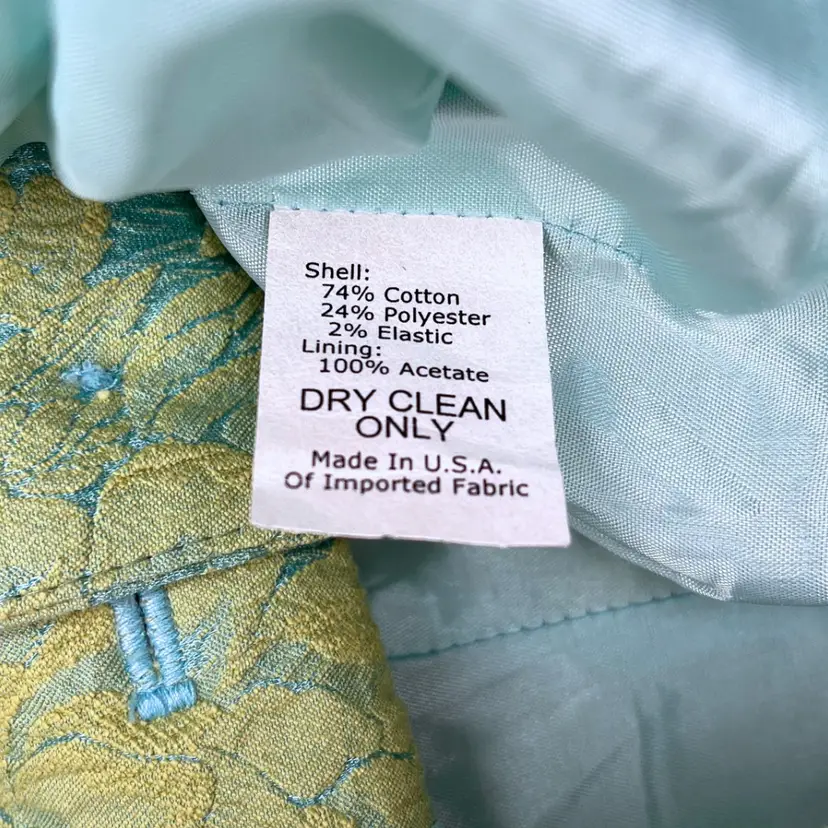 Shell:
74% Cotton
24% Polyester
2% Elastic
Lining:
100% Acetate
DRY CLEAN
ONLY
Made In U.S.A.
Of Imported Fabric